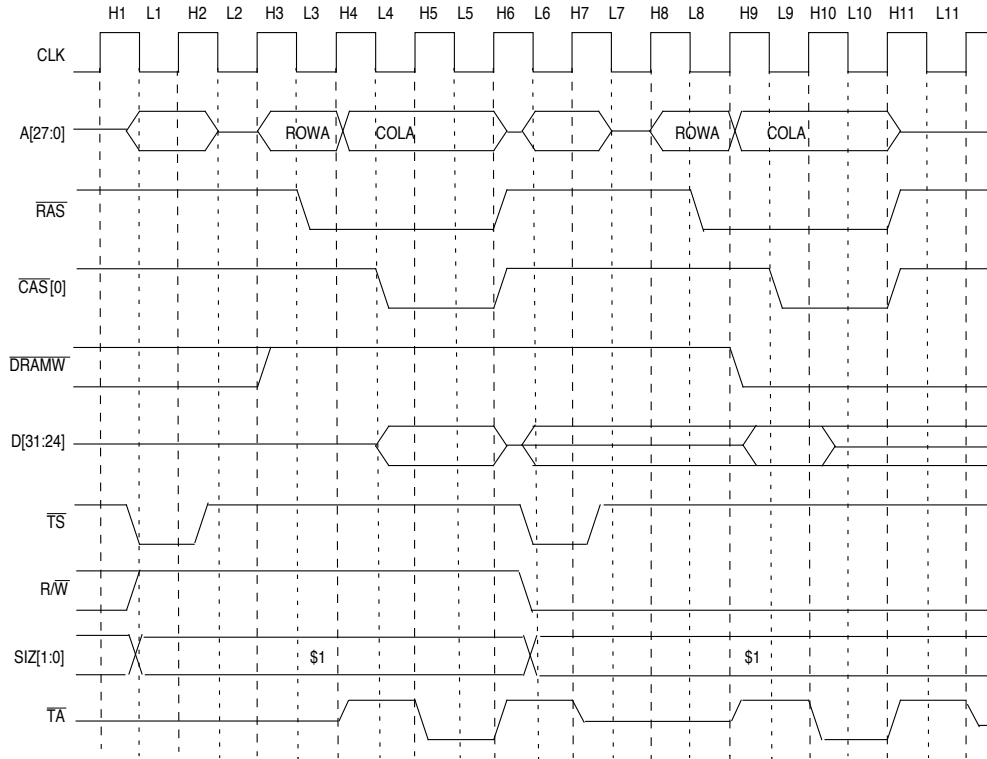 H1 L1 H2 L2 H3 L3 H4 L4 H5 L5 H6 L6 H7 L7 H8 L8 H9 L9 H10 L10 H11 L11
CLK
A[27:0] ROWA COLA ROWA COLA
RAS
CAS[0]
DRAMW
D[31:24]
TS
R/W
SIZ[1:0] $1 $1
TA